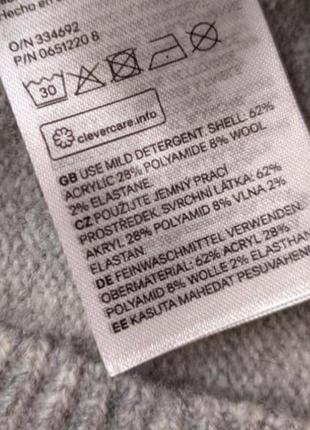 Hecho en
O/N 334692
P/N 0651220 8
30
clevercare.info
GB USE MILD DETERGENT. SHELL: 62%
ACRYLIC 28% POLYAMIDE 8% WOOL
2% ELASTANE.
CZ POUŽIJTE JEMNÝ PRACÍ
PROSTŘEDEK. SVRCHNI LÁTKA: 62%
AKRYL 28% POLYAMID 8% VLNA 2%
ELASTAN
DE FEINWASCHMITTEL VERWENDEN.
OBERMATERIAL: 62% ACRYL 28%
POLYAMID 8% WOLLE 2% ELASTHAN
EE KASUTA MAHEDAT PESUVAHEN